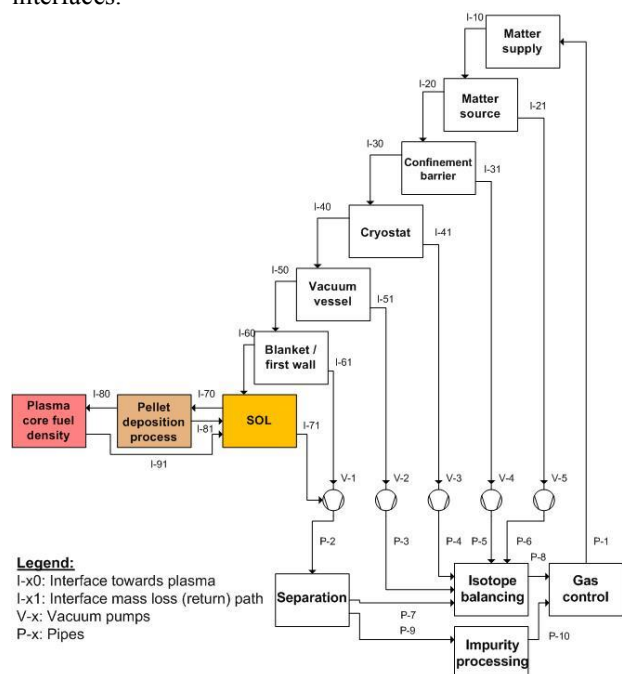 interfaces.
I-10
Matter
supply
I-20
Matter
source
I-21
I-30
Confinement
barrier
I-31
I-40
Cryostat
I-41
I-50
Vacuum
vessel
I-51
I-60
Blanket /
first wall
I-61
Plasma
core fuel
density
I-80
Pellet
deposition
process
I-70
I-81
SOL
I-71
I-91
V-1
V-2
V-3
V-4
V-5
P-2
P-3
P-4
P-5
P-6
P-8
P-1
Legend:
I-x0: Interface towards plasma
I-x1: Interface mass loss (return) path
V-x: Vacuum pumps
P-x: Pipes
Separation
Isotope
balancing
Gas
control
P-7
P-9
P-10
Impurity
processing